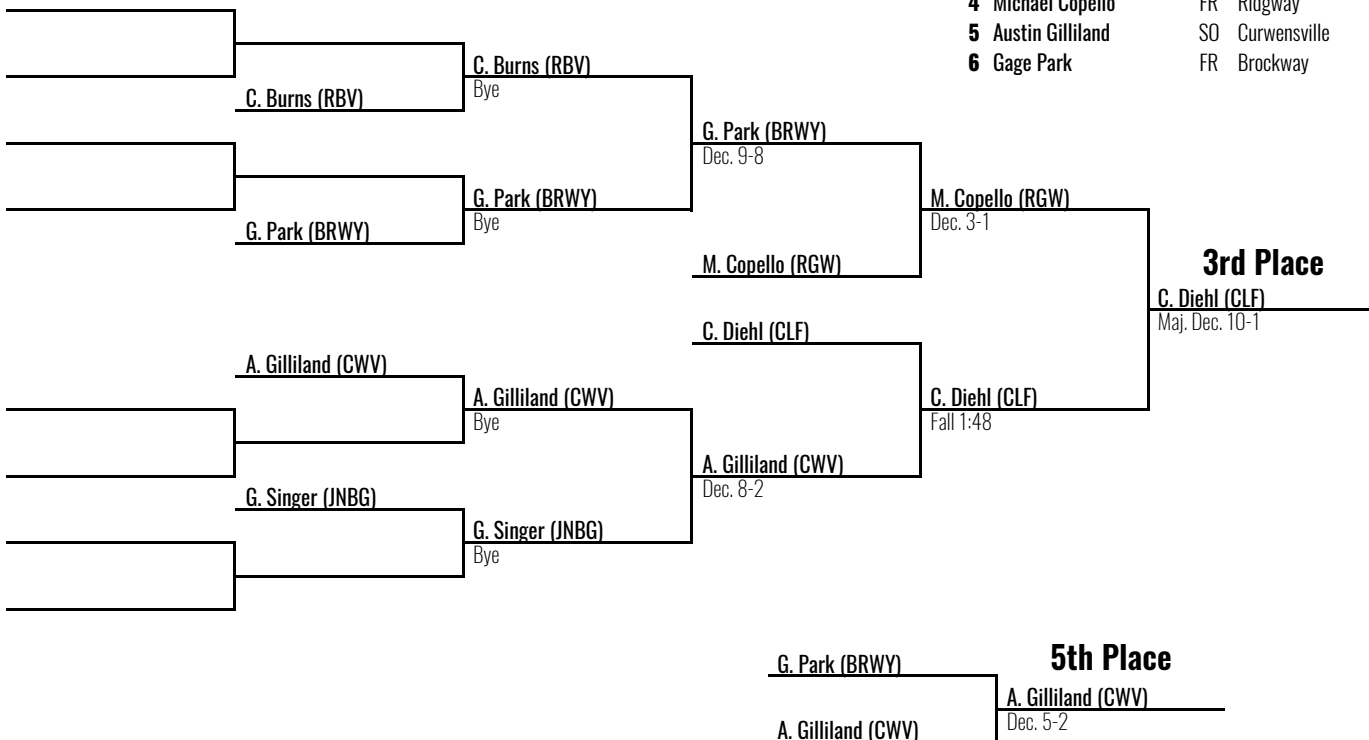 4 Michael Copello FR Ridgway
5 Austin Gilliland SO Curwensville
6 Gage Park FR Brockway
C. Burns (RBV)
Bye
C. Burns (RBV)
G. Park (BRWY)
Dec. 9-8
G. Park (BRWY)
Bye
M. Copello (RGW)
Dec. 3-1
G. Park (BRWY)
M. Copello (RGW)
3rd Place
C. Diehl (CLF)
Maj. Dec. 10-1
C. Diehl (CLF)
A. Gilliland (CWV)
A. Gilliland (CWV)
Bye
C. Diehl (CLF)
Fall 1:48
A. Gilliland (CWV)
Dec. 8-2
G. Singer (JNBG)
G. Singer (JNBG)
Bye
G. Park (BRWY)
5th Place
A. Gilliland (CWV)
Dec. 5-2
A. Gilliland (CWV)